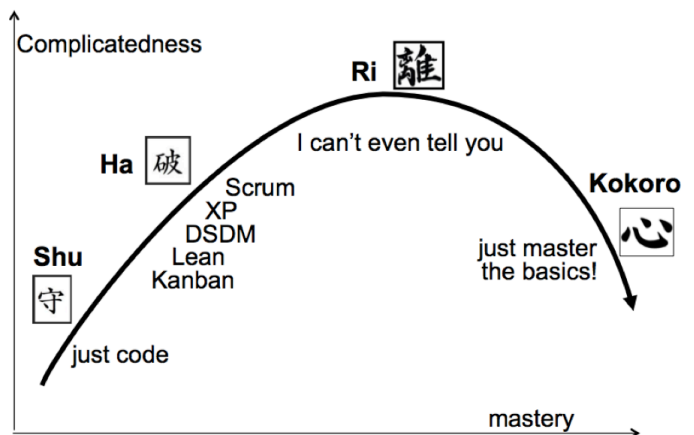 Complicatedness
Ri 離
I can't even tell you
Ha 破
Scrum
XP
DSDM
Lean
Kanban
Kokoro
心
Shu
守
just master
the basics!
just code
mastery